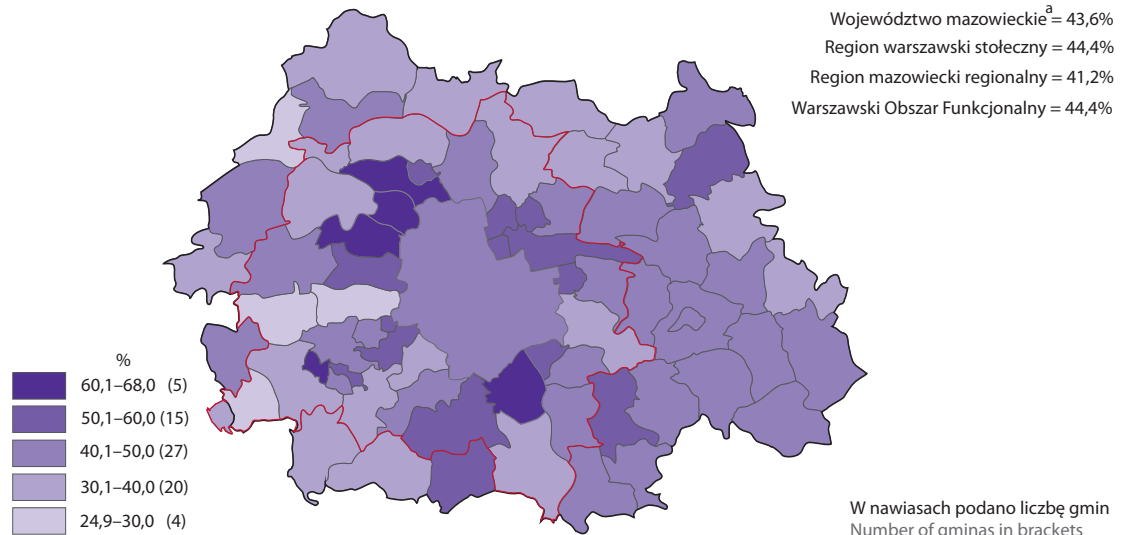 Województwo mazowieckieᵃ = 43,6%
Region warszawski stołeczny = 44,4%
Region mazowiecki regionalny = 41,2%
Warszawski Obszar Funkcjonalny = 44,4%
%
60,1–68,0 (5)
50,1–60,0 (15)
40,1–50,0 (27)
30,1–40,0 (20)
24,9–30,0 (4)
W nawiasach podano liczbę gmin
Number of gminas in brackets